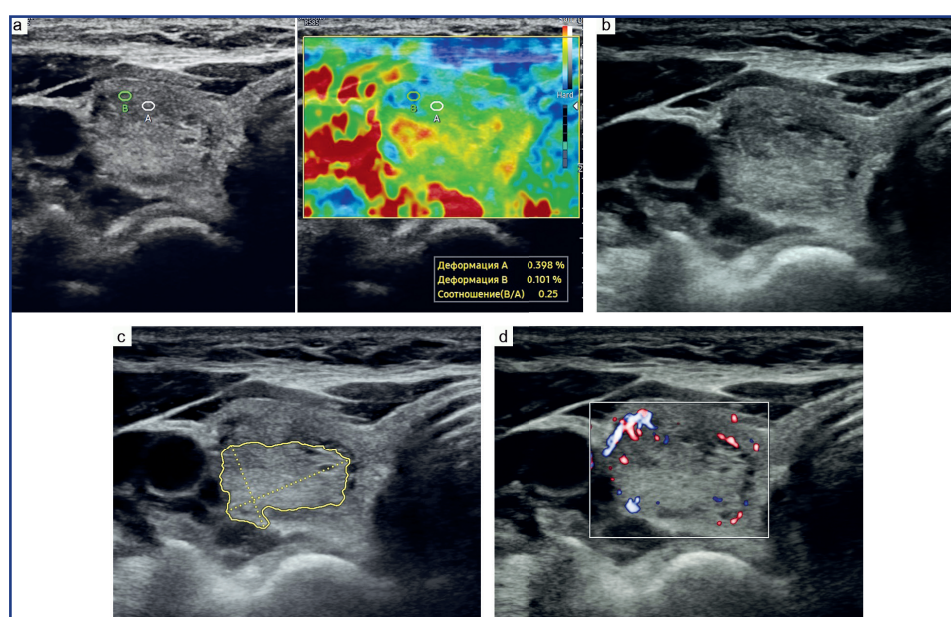 a
B
A
B
A
Hard
Деформация A 0.398 %
Деформация B 0.101 %
Соотношение(B/A) 0.25
b
c
d